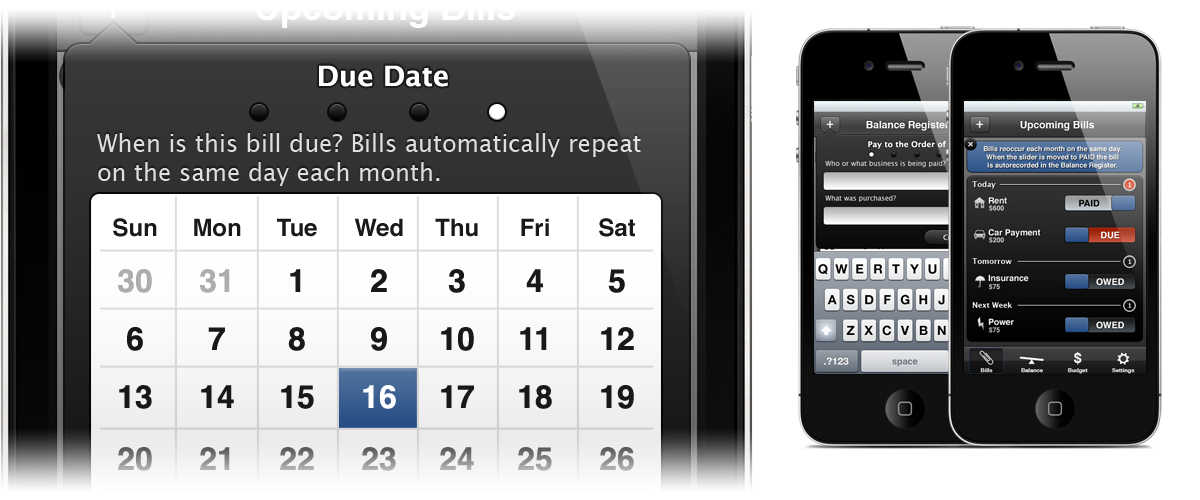 Upcoming Bills
Due Date
When is this bill due? Bills automatically repeat
on the same day each month.
Sun Mon Tue Wed Thu Fri Sat
30 31 1 2 3 4 5
6 7 8 9 10 11 12
13 14 15 16 17 18 19
20 21 22 23 24 25 26
+
Balance Register
Pay to the Order of
Who or what business is being paid?
What was purchased?
C
Q W E R T Y U
A S D F G H J
Z X C V B N
.?123 space
+
Upcoming Bills
Bills reoccur each month on the same day.
When the slider is moved to PAID the bill
is autorecorded in the Balance Register.
Today 1
Rent
$600
PAID
Car Payment
$200
DUE
Tomorrow 1
Insurance
$75
OWED
Next Week 1
Power
$75
OWED
Bills Balance Budget Settings